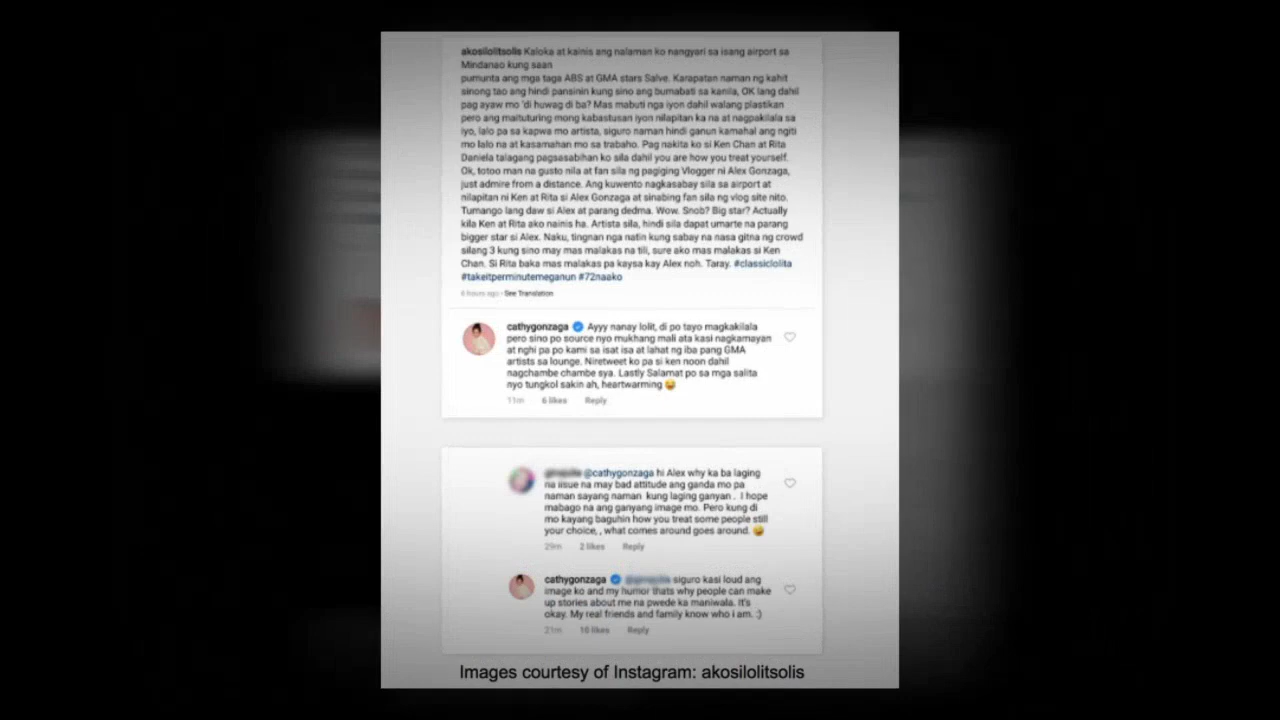 akosilolitsolis Kaloka at kainis ang nalaman ko nangyari sa isang airport sa
Mindanao kung saan
pumunta ang mga taga ABS at GMA stars Salve. Karapatan naman ng kahit
sinong tao ang hindi pansinin kung sino ang bumabati sa kanila, OK lang dahil
pag ayaw mo 'di huwag di ba? Mas mabuti nga iyon dahil walang plastikan
pero ang maituturing mong kabastusan iyon nilapitan ka na at nagpakilala sa
iyo, lalo pa sa kapwa mo artista, siguro naman hindi ganun kamahal ang ngiti
mo lalo na at kasamahan mo sa trabaho. Pag nakita ko si Ken Chan at Rita
Daniela talagang pagsasabihan ko sila dahil you are how you treat yourself.
Ok, totoo man na gusto nila at fan sila ng pagiging Vlogger ni Alex Gonzaga,
just admire from a distance. Ang kuwento nagkasabay sila sa airport at
nilapitan ni Ken at Rita si Alex Gonzaga at sinabing fan sila ng vlog site nito.
Tumango lang daw si Alex at parang dedma. Wow. Snob? Big star? Actually
kila Ken at Rita ako nainis ha. Artista sila, hindi sila dapat umarte na parang
bigger star si Alex. Naku, tingnan nga natin kung sabay na nasa gitna ng crowd
silang 3 kung sino may mas malakas na tili, sure ako mas malakas si Ken
Chan. Si Rita baka mas malakas pa kaysa kay Alex noh. Taray. #classiclolita
#takeitperminutemeganun #72naako
6 hours ago · See Translation
cathygonzaga Ayyy nanay lolit, di po tayo magkakilala
pero sino po source nyo mukhang mali ata kasi nagkamayan
at nghi pa po kami sa isat isa at lahat ng iba pang GMA
artists sa lounge. Niretweet ko pa si ken noon dahil
nagchambe chambe sya. Lastly Salamat po sa mga salita
nyo tungkol sakin ah, heartwarming 😄
11m 6 likes Reply
@cathygonzaga hi Alex why ka ba laging
na iisue na may bad attitude ang ganda mo pa
naman sayang naman kung laging ganyan . I hope
mabago na ang ganyang image mo. Pero kung di
mo kayang baguhin how you treat some people still
your choice, , what comes around goes around. 😄
29m 2 likes Reply
cathygonzaga siguro kasi loud ang
image ko and my humor thats why people can make
up stories about me na pwede ka maniwala. It's
okay. My real friends and family know who i am. :)
21m 10 likes Reply
Images courtesy of Instagram: akosilolitsolis